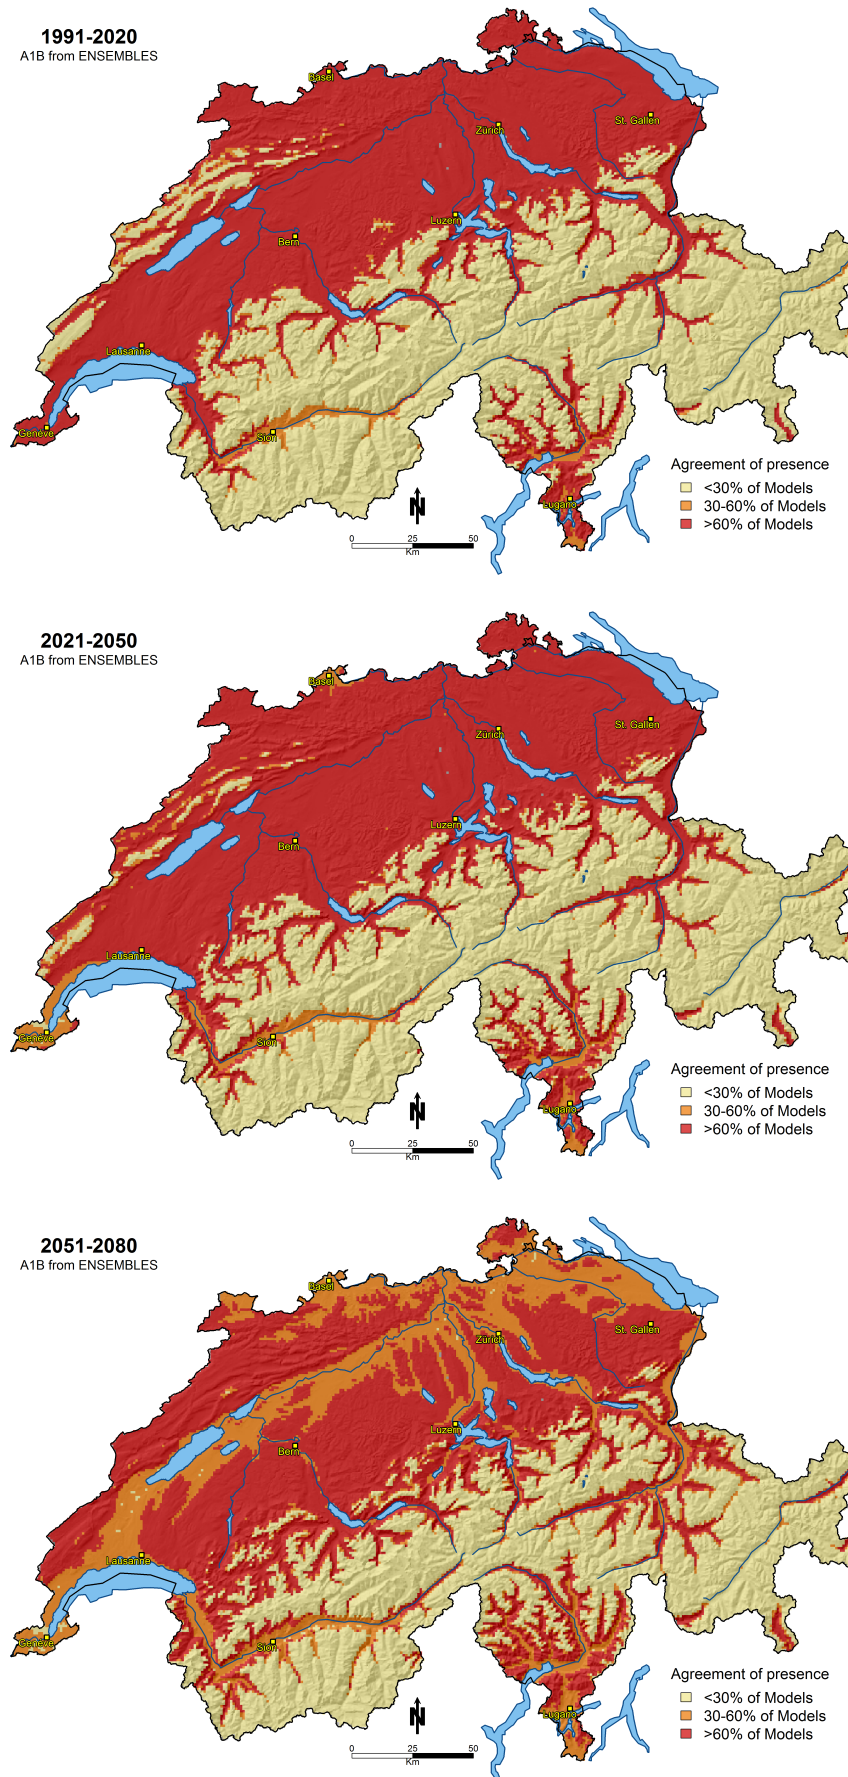 1991-2020
A1B from ENSEMBLES
Basel
Zürich
St. Gallen
Luzern
Bern
Lausanne
Genève
Sion
Lugano
N
0 25 50
Km
Agreement of presence
<30% of Models
30-60% of Models
>60% of Models
2021-2050
A1B from ENSEMBLES
Basel
Zürich
St. Gallen
Luzern
Bern
Lausanne
Genève
Sion
Lugano
N
0 25 50
Km
Agreement of presence
<30% of Models
30-60% of Models
>60% of Models
2051-2080
A1B from ENSEMBLES
Basel
Zürich
St. Gallen
Luzern
Bern
Lausanne
Genève
Sion
Lugano
N
0 25 50
Km
Agreement of presence
<30% of Models
30-60% of Models
>60% of Models